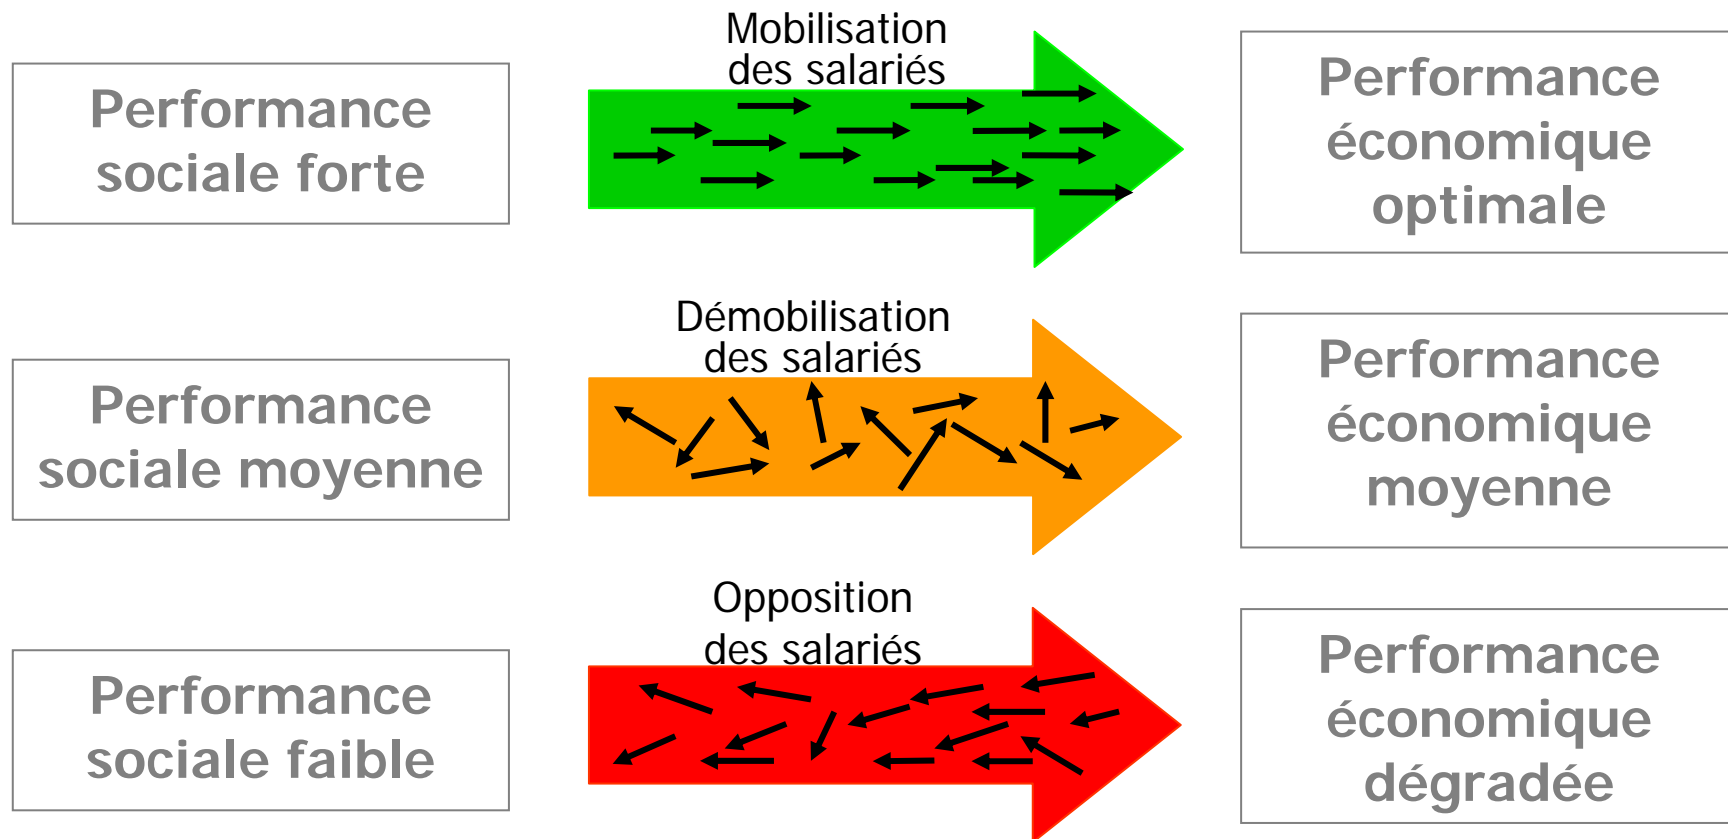 Mobilisation
des salariés
Performance
sociale forte
Performance
économique
optimale
Démobilisation
des salariés
Performance
sociale moyenne
Performance
économique
moyenne
Opposition
des salariés
Performance
sociale faible
Performance
économique
dégradée